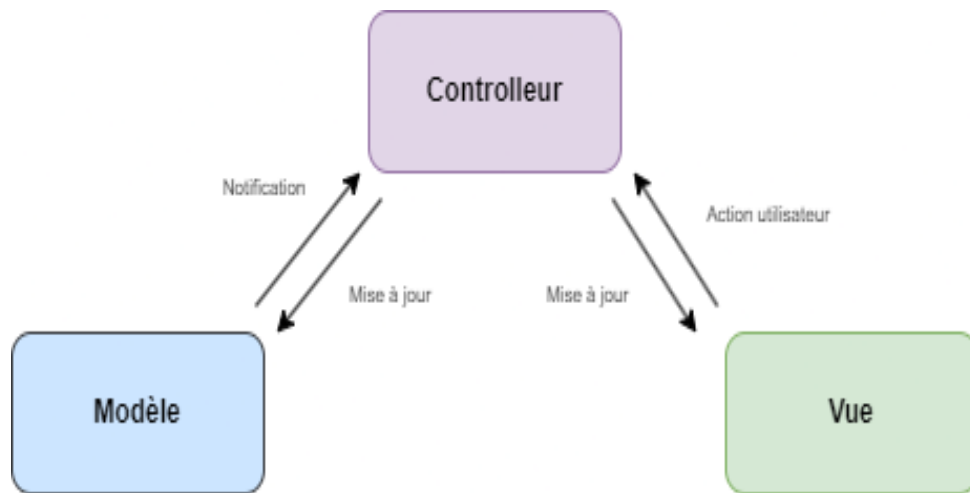 Controlleur
Notification
Action utilisateur
Mise à jour
Mise à jour
Modèle
Vue